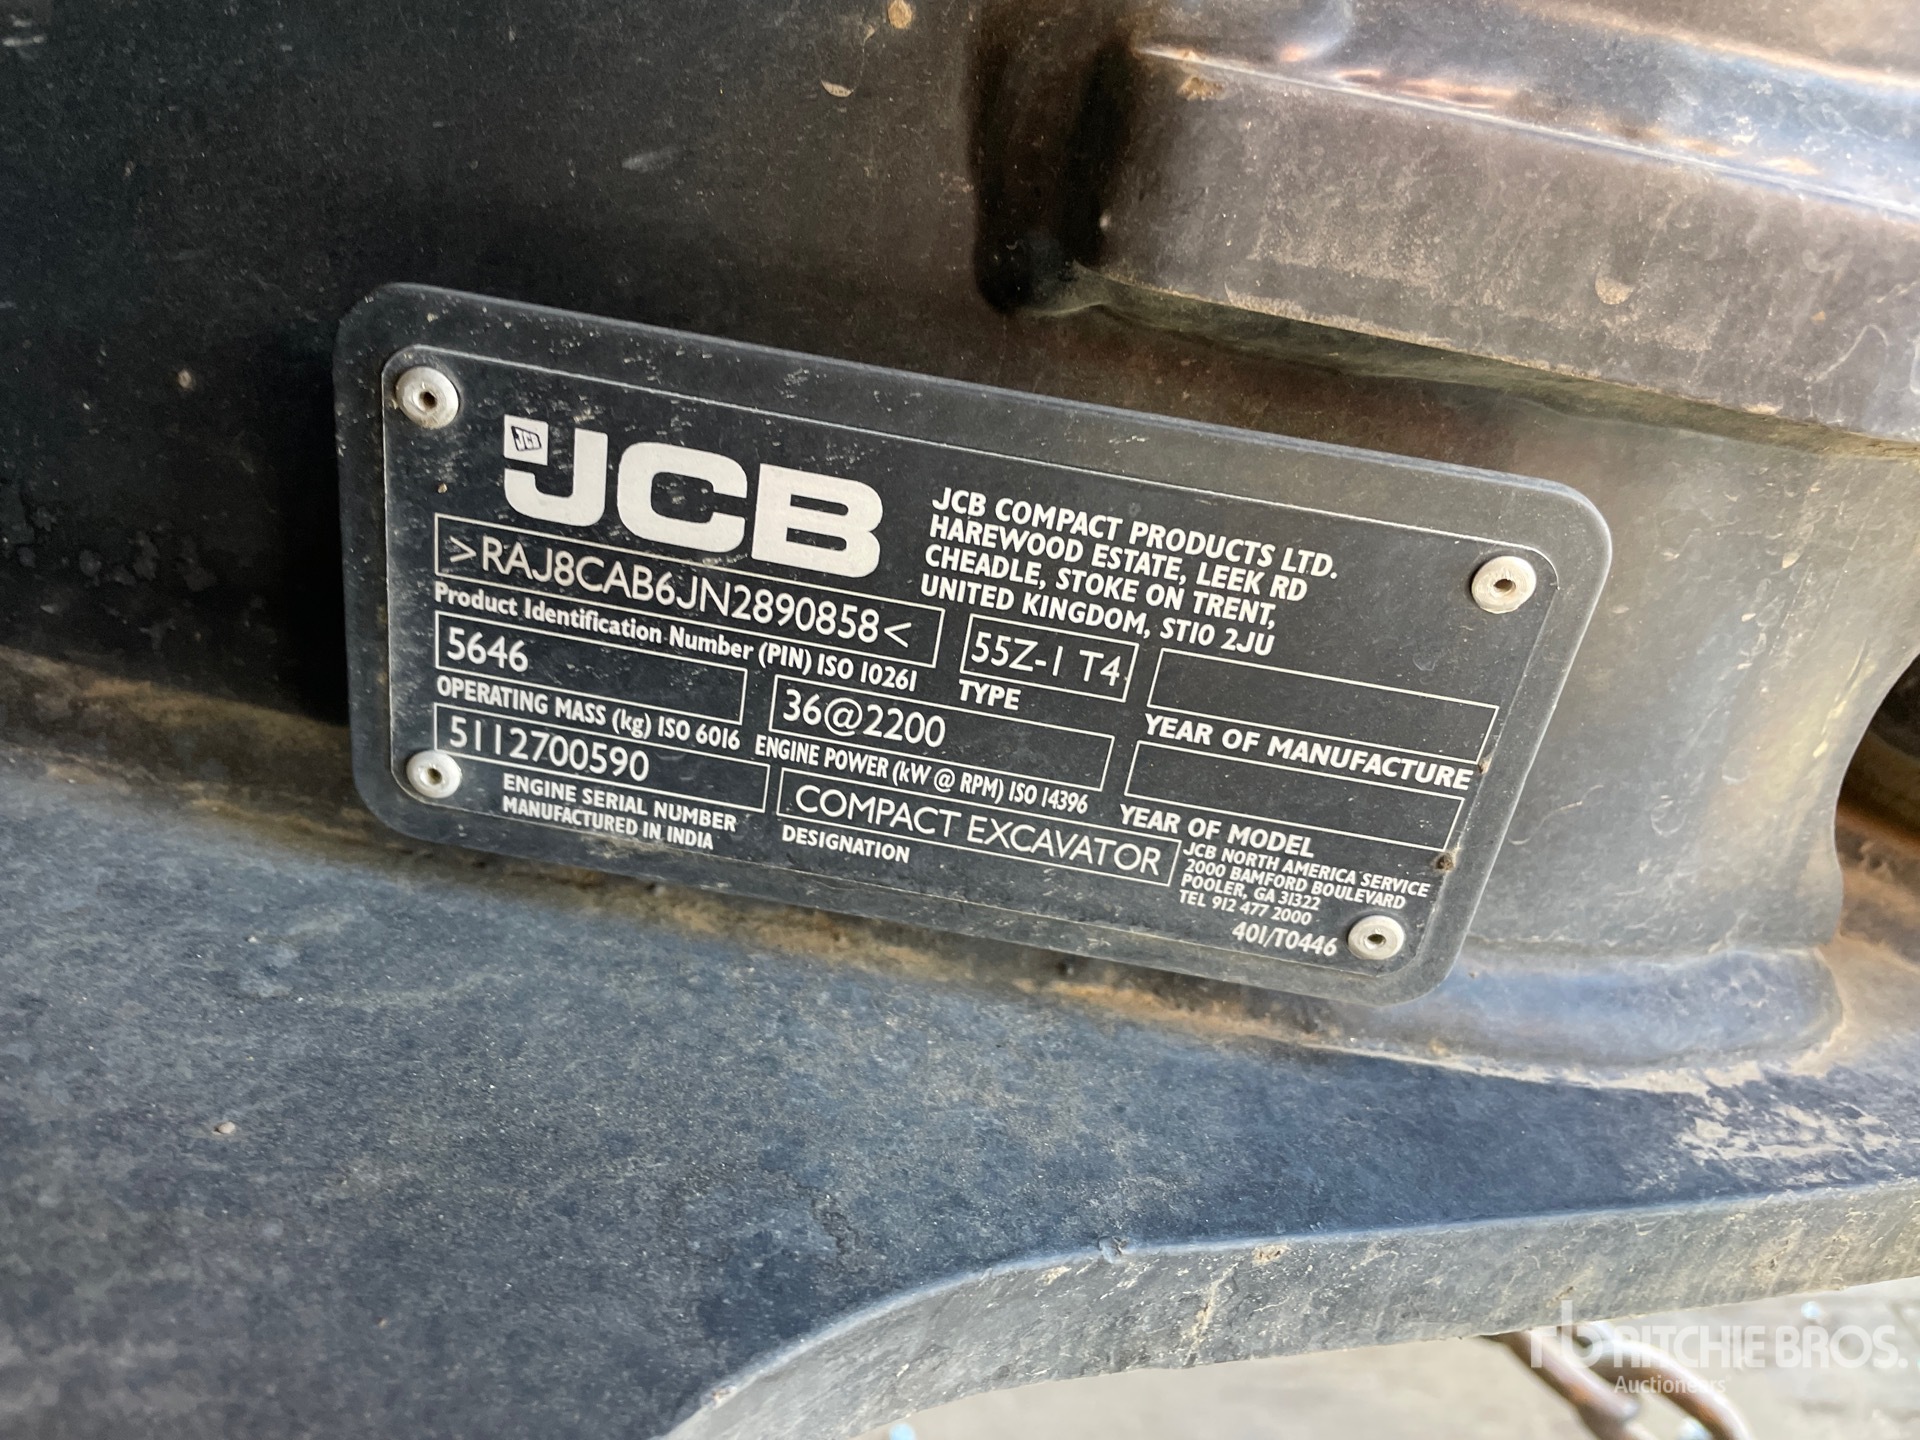 JCB
JCB
JCB COMPACT PRODUCTS LTD.
HAREWOOD ESTATE, LEEK RD
CHEADLE, STOKE ON TRENT,
UNITED KINGDOM, ST10 2JU
>RAJ8CAB6JN2890858<
Product Identification Number (PIN) ISO 10261
55Z-1 T4
TYPE
YEAR OF MANUFACTURE
5646
OPERATING MASS (kg) ISO 6016
36@2200
ENGINE POWER (kW @ RPM) ISO 14396
YEAR OF MODEL
5112700590
ENGINE SERIAL NUMBER
MANUFACTURED IN INDIA
COMPACT EXCAVATOR
DESIGNATION
JCB NORTH AMERICA SERVICE
2000 BAMFORD BOULEVARD
POOLER, GA 31322
TEL 912 477 2000
401/T0446
rb RITCHIE BROS.
Auctioneers